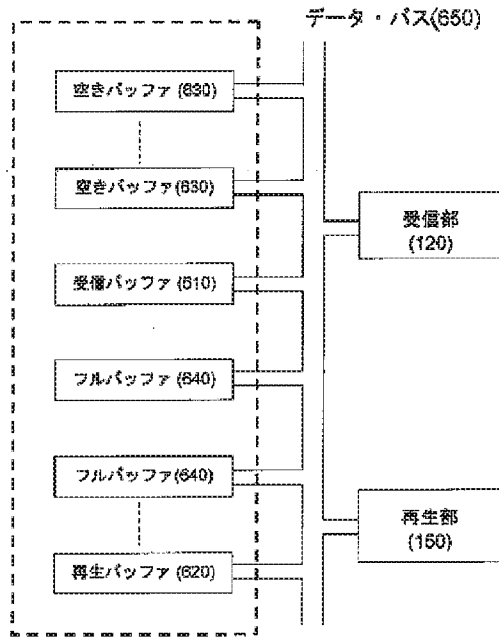 データ・バス(650)
空きバッファ(630)
空きバッファ(630)
受信バッファ(610)
フルバッファ(640)
フルバッファ(640)
再生バッファ(620)
受信部
(120)
再生部
(150)